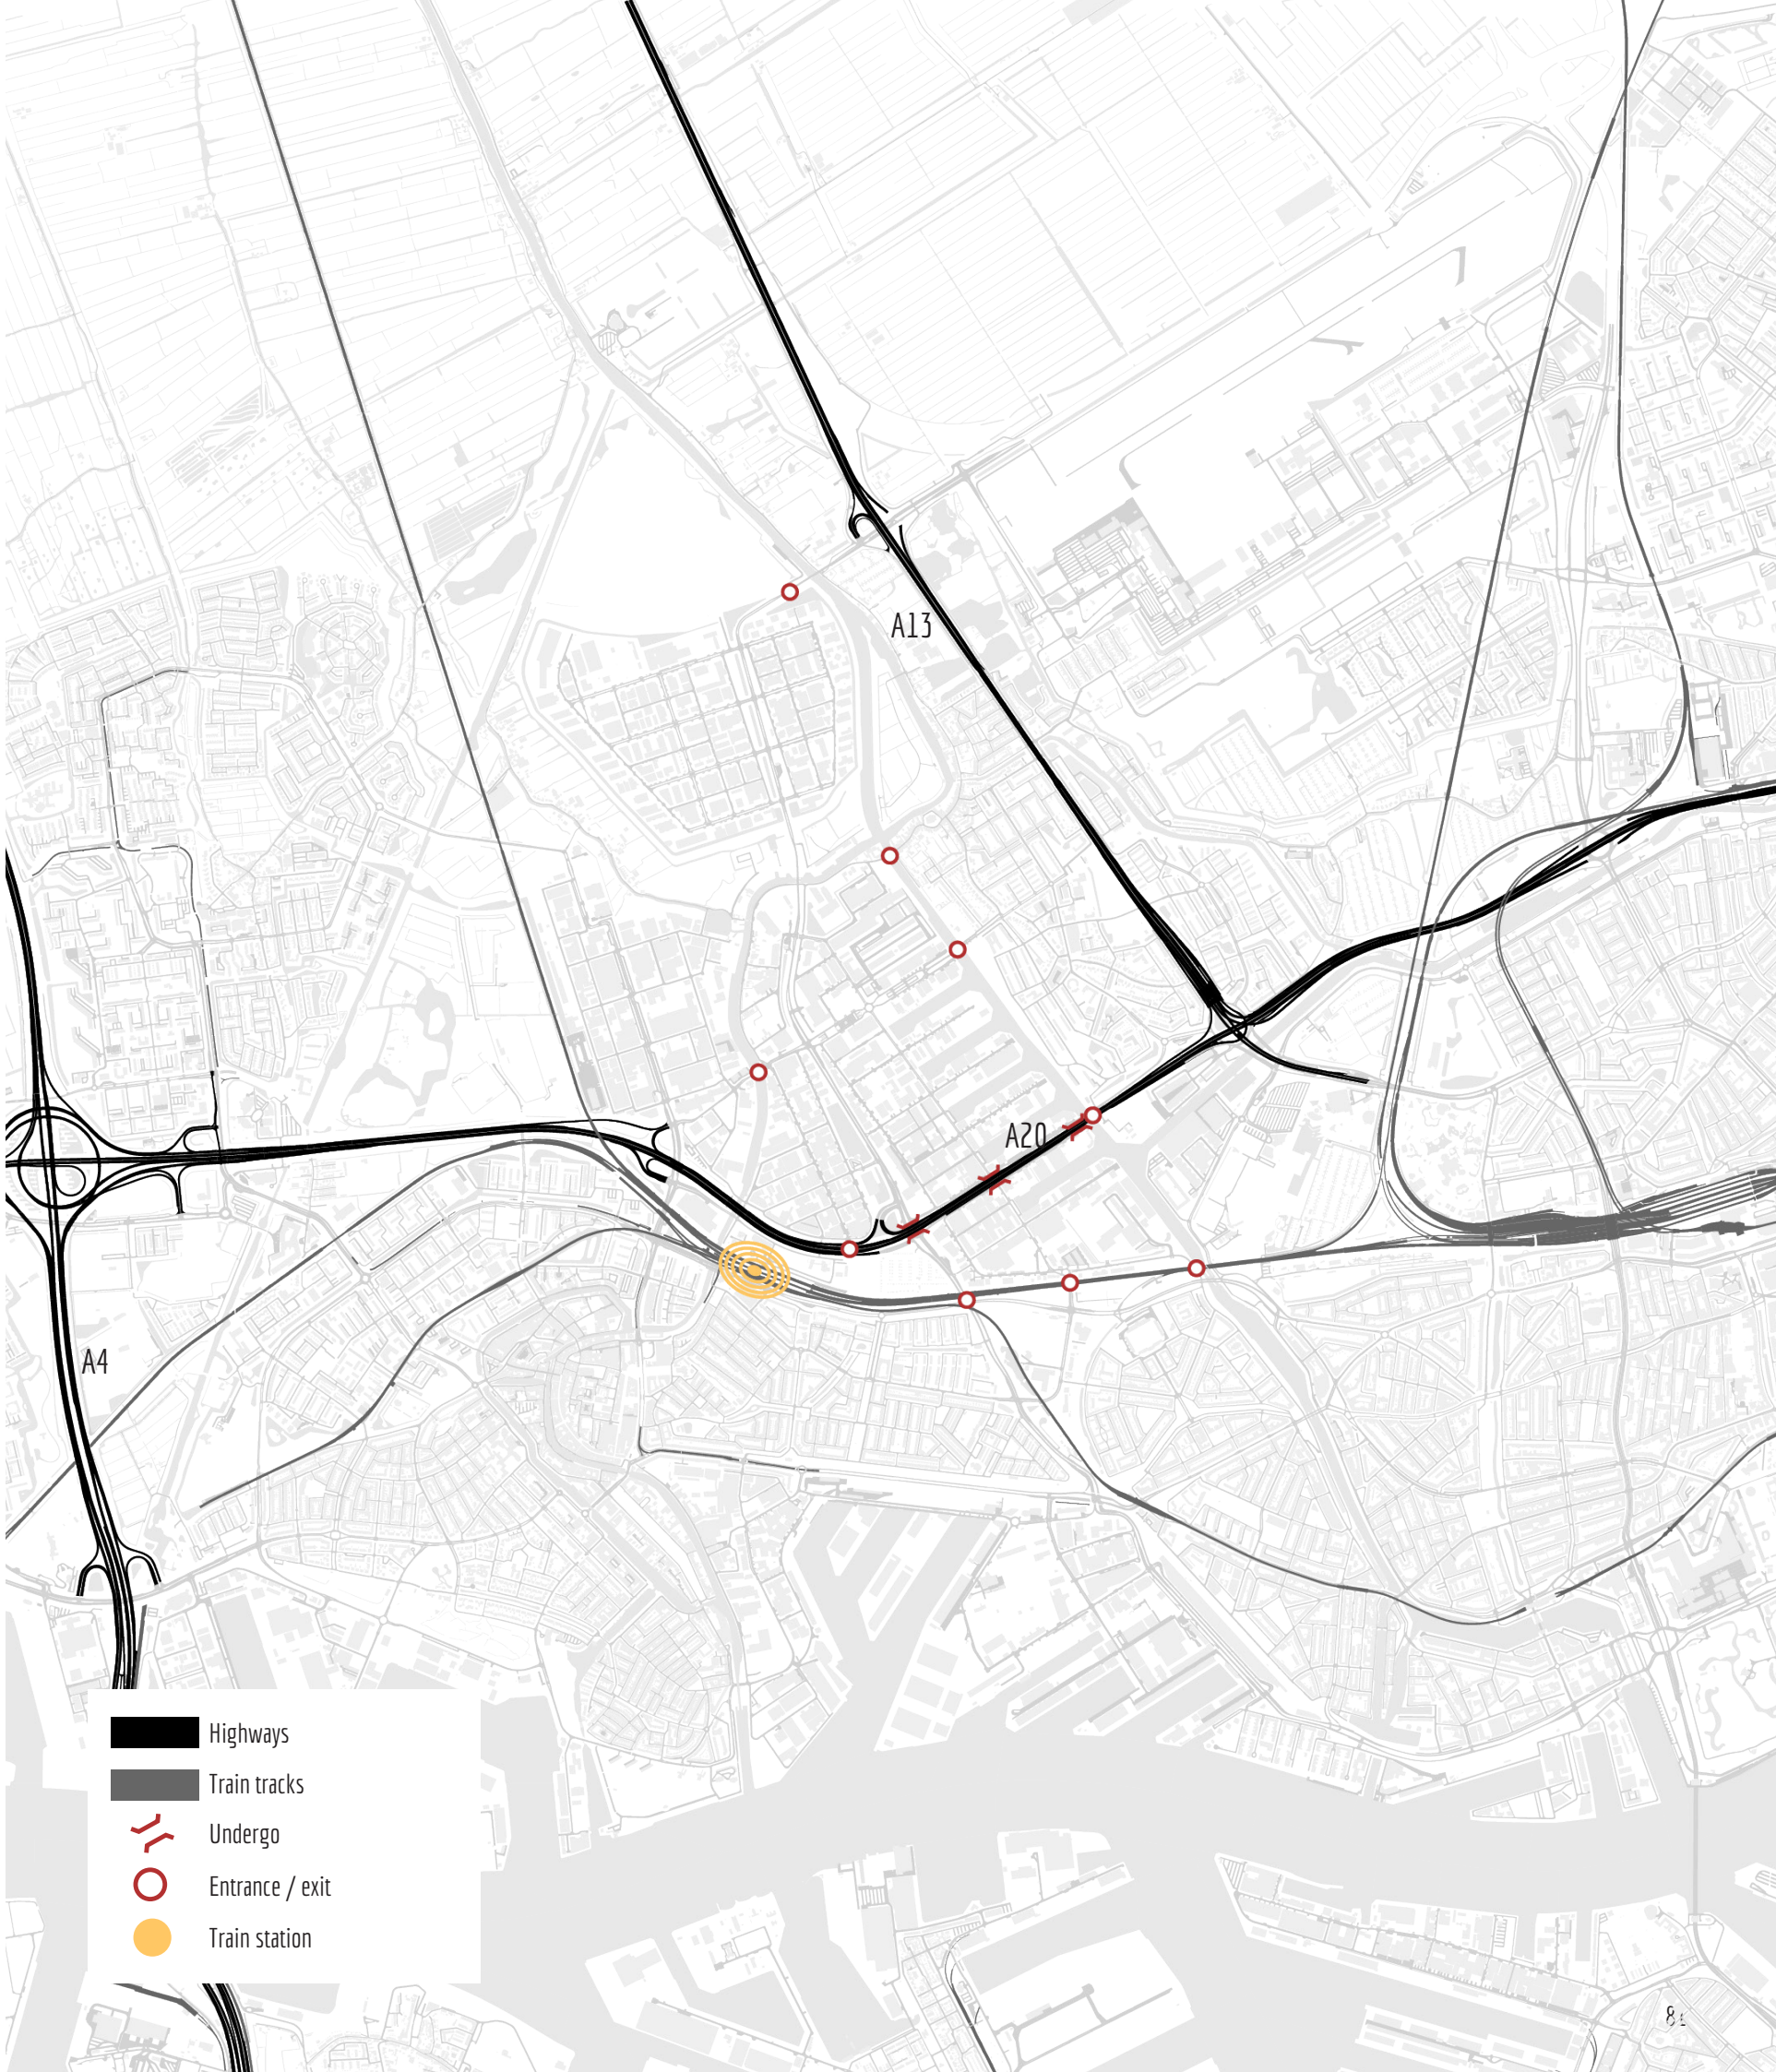 A13
A20
A4
Highways
Train tracks
Undergo
Entrance / exit
Train station